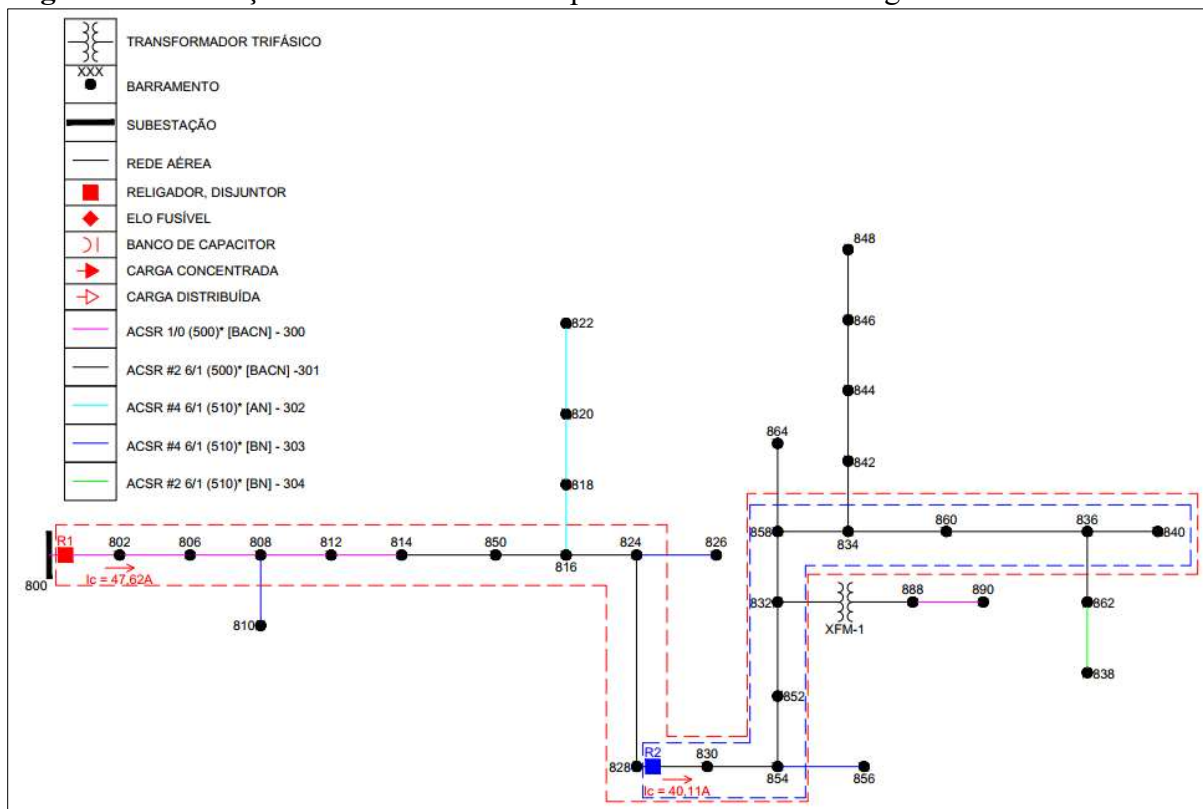 TRANSFORMADOR TRIFÁSICO
XXX
BARRAMENTO
SUBESTAÇÃO
REDE AÉREA
RELIGADOR, DISJUNTOR
ELO FUSÍVEL
BANCO DE CAPACITOR
CARGA CONCENTRADA
CARGA DISTRIBUÍDA
ACSR 1/0 (500)* [BACN] - 300
ACSR #2 6/1 (500)* [BACN] -301
ACSR #4 6/1 (510)* [AN] - 302
ACSR #4 6/1 (510)* [BN] - 303
ACSR #2 6/1 (510)* [BN] - 304
848
846
844
842
822
820
818
864
R1
800
802
806
808
812
814
850
816
824
826
Ic = 47,62A
810
858
834
860
836
840
832
XFM-1
888
890
862
838
852
828
R2
830
854
856
Ic = 40,11A